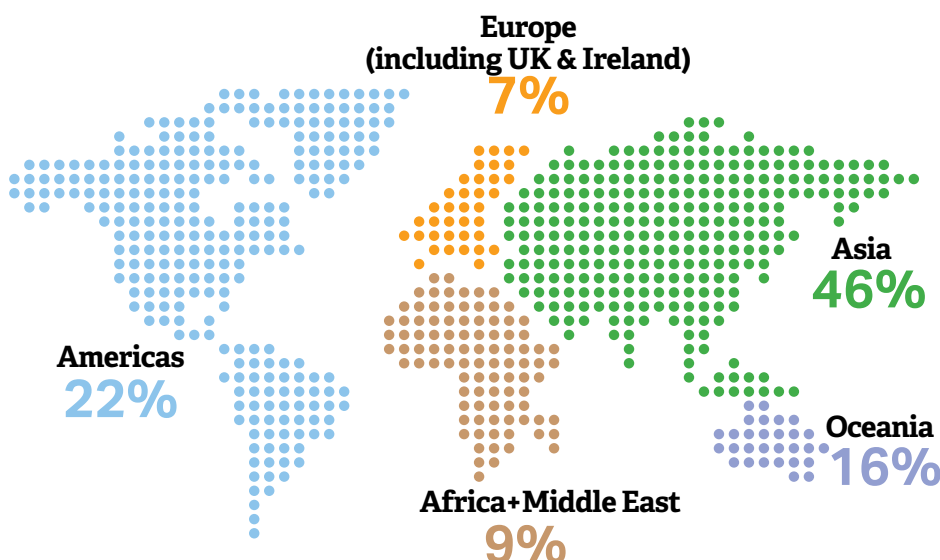 Europe
(including UK & Ireland)
7%
Asia
46%
Americas
22%
Oceania
16%
Africa+Middle East
9%